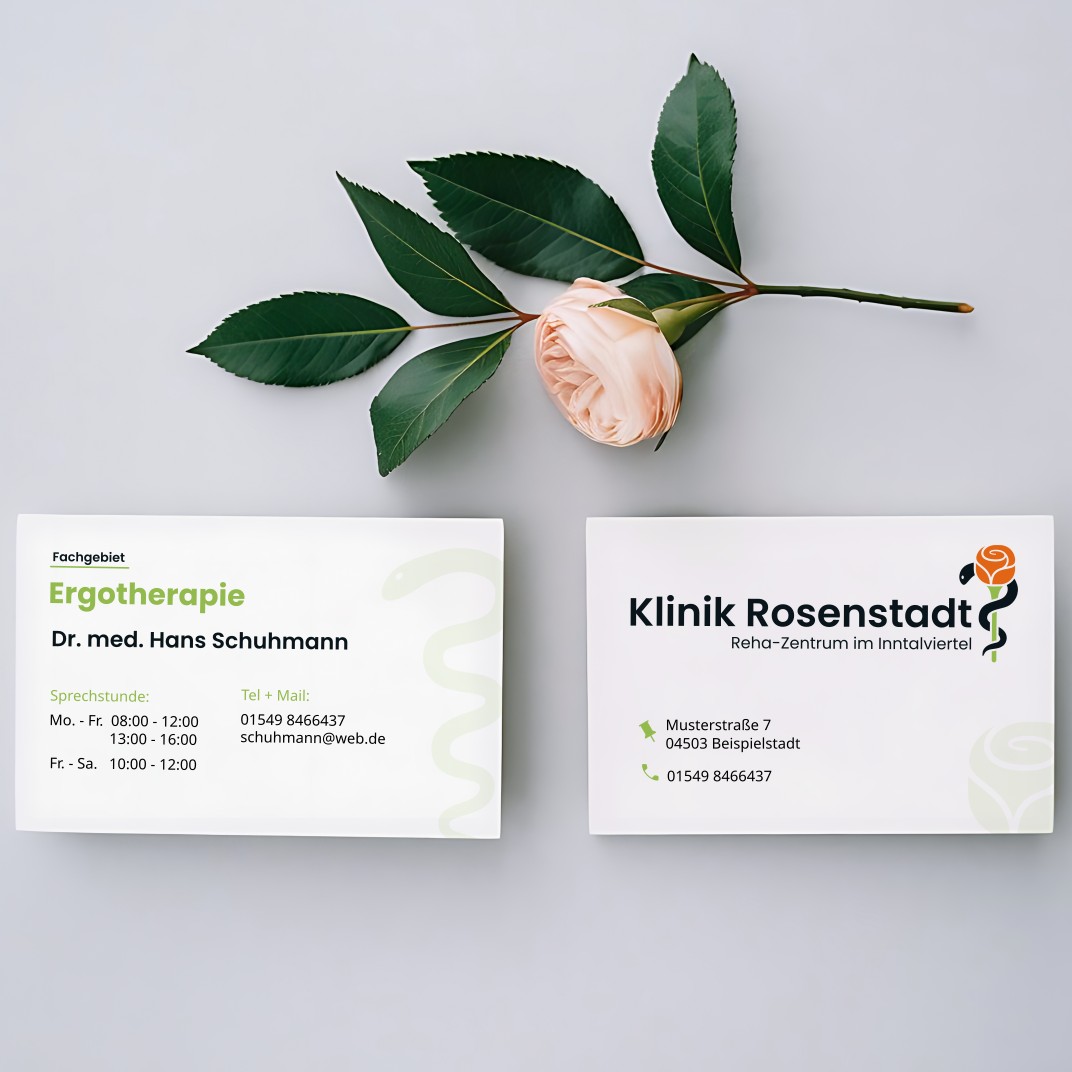 Fachgebiet
Ergotherapie
Dr. med. Hans Schuhmann
Sprechstunde:
Mo. - Fr. 08:00 - 12:00
13:00 - 16:00
Fr. - Sa. 10:00 - 12:00
Tel + Mail:
01549 8466437
schuhmann@web.de
Klinik Rosenstadt
Reha-Zentrum im Inntalviertel
Musterstraße 7
04503 Beispielstadt
01549 8466437